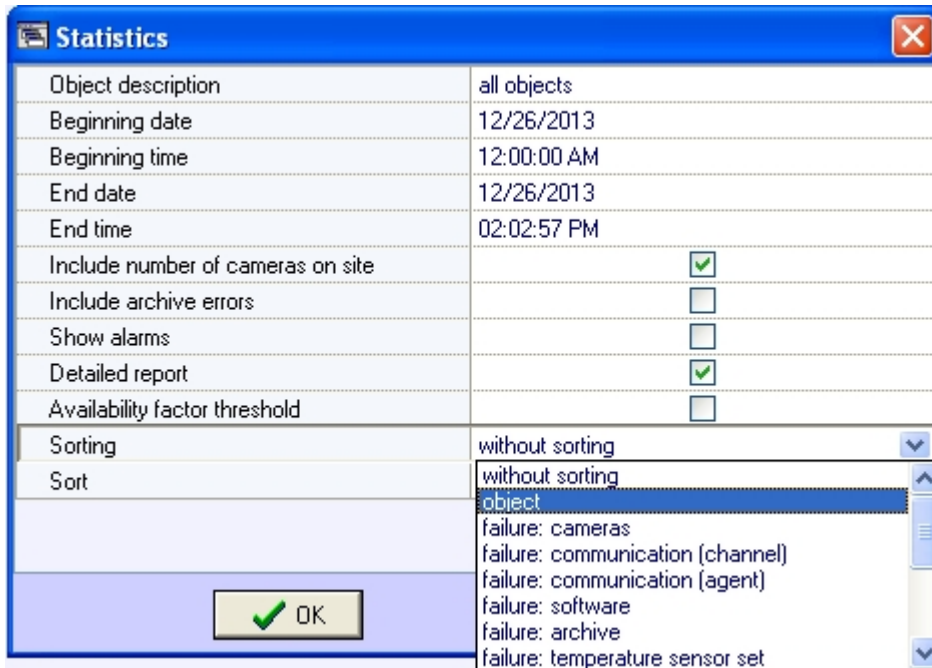 Statistics
Object description all objects
Beginning date 12/26/2013
Beginning time 12:00:00 AM
End date 12/26/2013
End time 02:02:57 PM
Include number of cameras on site
Include archive errors
Show alarms
Detailed report
Availability factor threshold
Sorting without sorting
Sort
without sorting
object
failure: cameras
failure: communication (channel)
failure: communication (agent)
failure: software
failure: archive
failure: temperature sensor set
OK